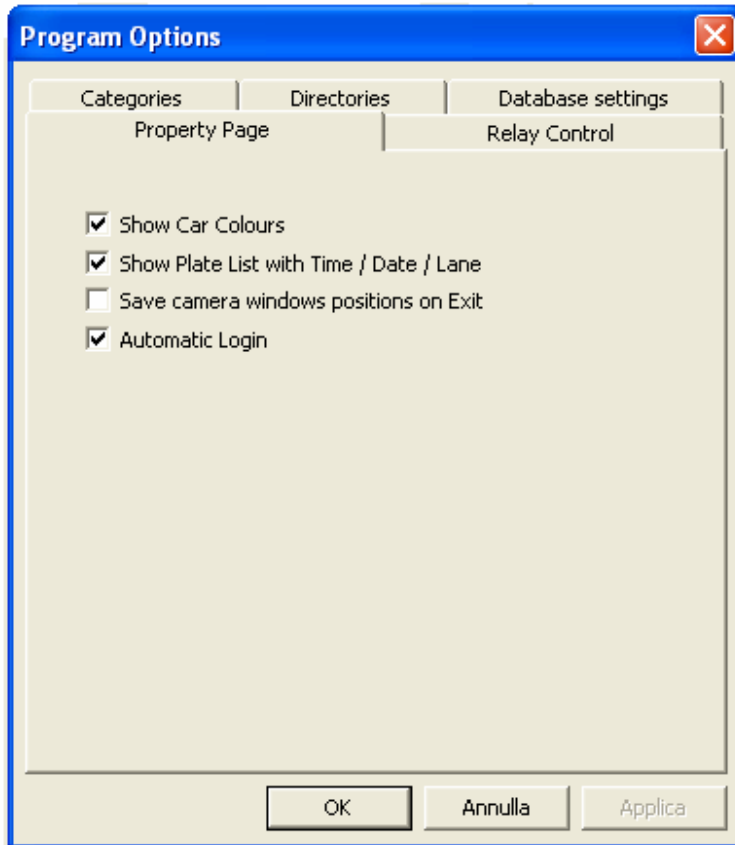 Program Options
Categories Directories Database settings
Property Page Relay Control
Show Car Colours
Show Plate List with Time / Date / Lane
Save camera windows positions on Exit
Automatic Login
OK Annulla Applica